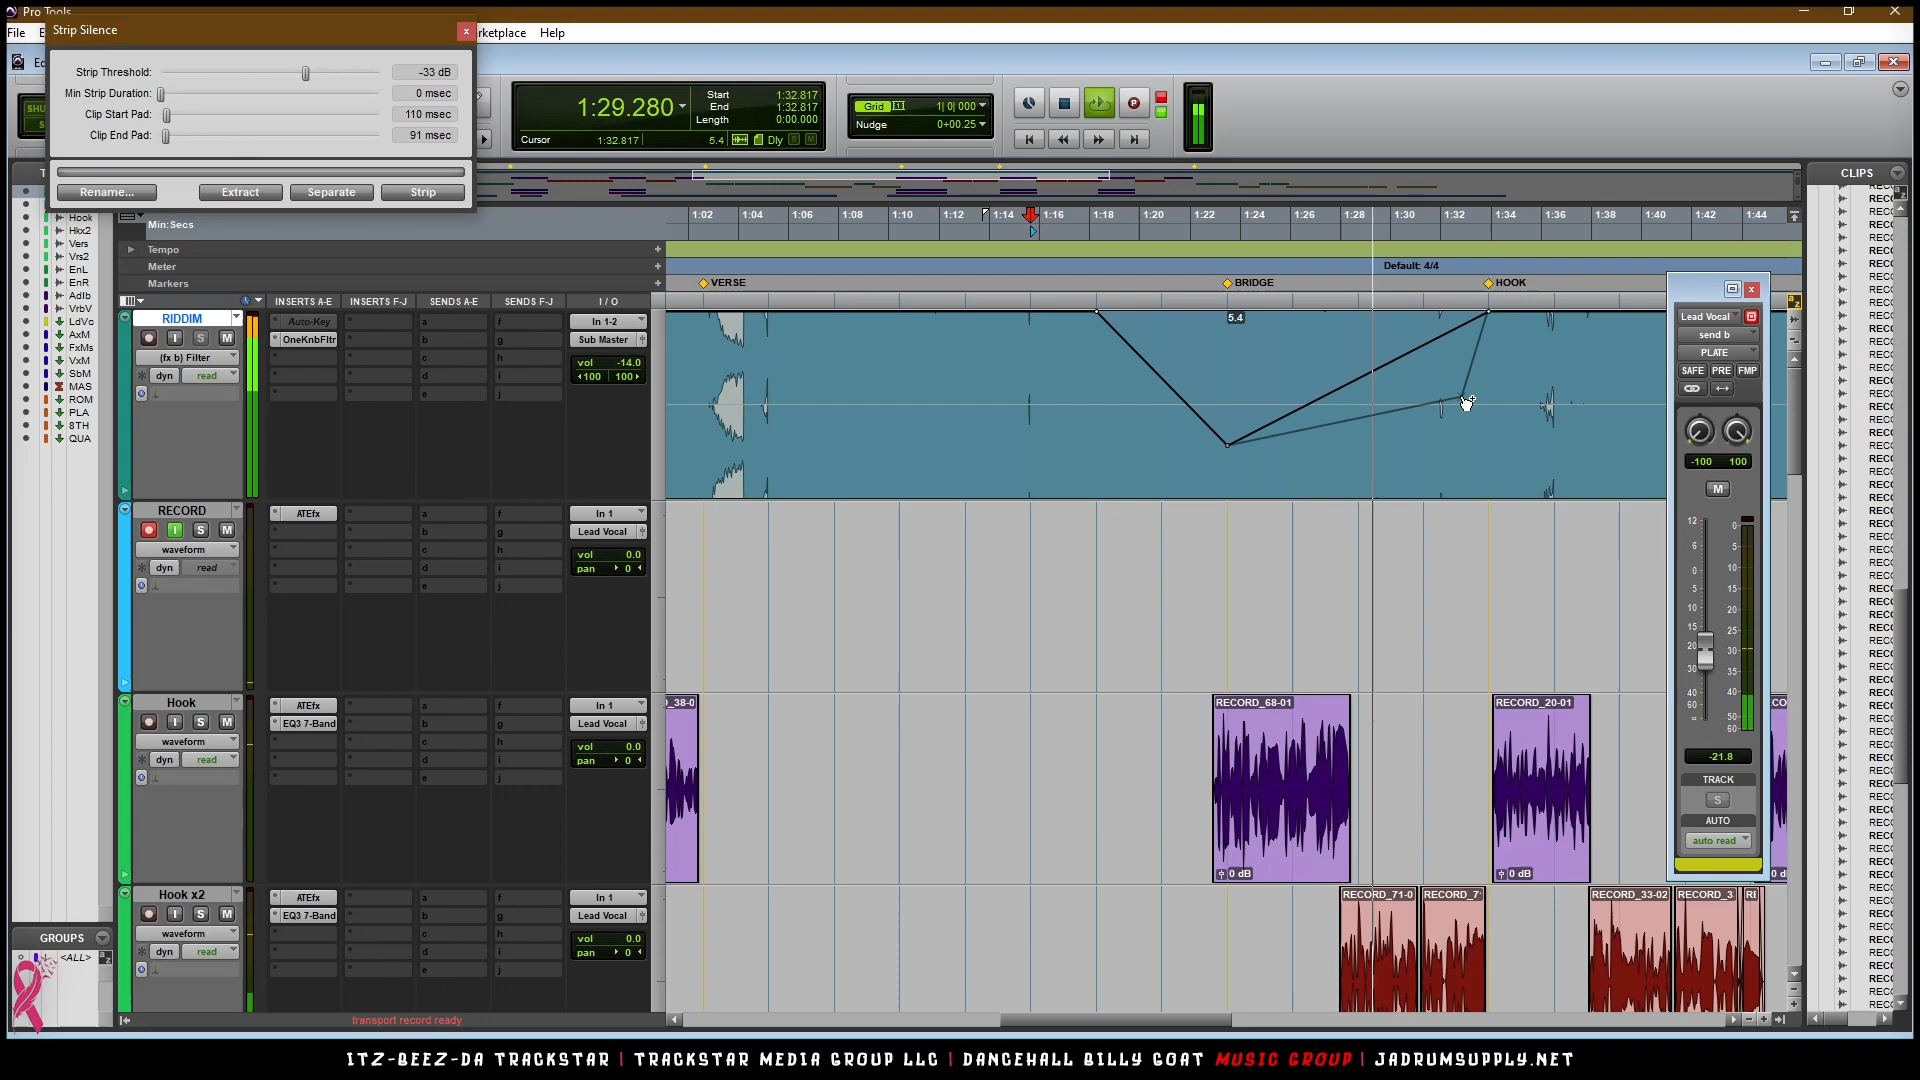 Pro Tools
File
Marketplace Help
Strip Silence
Strip Threshold: -33 dB
Min Strip Duration: 0 msec
Clip Start Pad: 110 msec
Clip End Pad: 91 msec
Rename... Extract Separate Strip
1:29.280
Start 1:32.817
End 1:32.817
Length 0:00.000
Cursor 1:32.817 5.4 Dly S M
Grid 1| 0| 000
Nudge 0+00.25
CLIPS
Min:Secs
1:02 1:04 1:06 1:08 1:10 1:12 1:14 1:16 1:18 1:20 1:22 1:24 1:26 1:28 1:30 1:32 1:34 1:36 1:38 1:40 1:42 1:44
Tempo
Meter Default: 4/4
Markers VERSE BRIDGE HOOK
INSERTS A-E INSERTS F-J SENDS A-E SENDS F-J I / O
Hook
Hkx2
Vers
Vrs2
EnL
EnR
AdIb
VrbV
LdVc
AxM
FxMs
VxM
SbM
MAS
ROM
PLA
8TH
QUA
GROUPS
<ALL>
RIDDIM
I S M
(fx b) Filter
dyn read
Auto-Key
OneKnbFltr
a f
b g
c h
d i
e j
In 1-2
Sub Master
vol -14.0
100 100
5.4
RECORD
I S M
waveform
dyn read
ATEfx
a f
b g
c h
d i
e j
In 1
Lead Vocal
vol 0.0
pan 0
Hook
I S M
waveform
dyn read
ATEfx
EQ3 7-Band
a f
b g
c h
d i
e j
In 1
Lead Vocal
vol 0.0
pan 0
RECORD_68-01
0 dB
RECORD_20-01
0 dB
Hook x2
I S M
waveform
dyn read
ATEfx
EQ3 7-Band
a f
b g
c h
d i
e j
In 1
Lead Vocal
vol 0.0
pan 0
RECORD_71-0 RECORD_7 RECORD_33-02 RECORD_3 RE
Lead Vocal
send b
PLATE
SAFE PRE FMP
-100 100
M
12 0
6 5
0 10
5 15
10 20
15 25
20 30
30 35
40 40
60 50
∞ 60
-21.8
TRACK
S
AUTO
auto read
transport record ready
ITZ-BEEZ-DA TRACKSTAR | TRACKSTAR MEDIA GROUP LLC | DANCEHALL BILLY GOAT MUSIC GROUP | JADRUMSUPPLY.NET